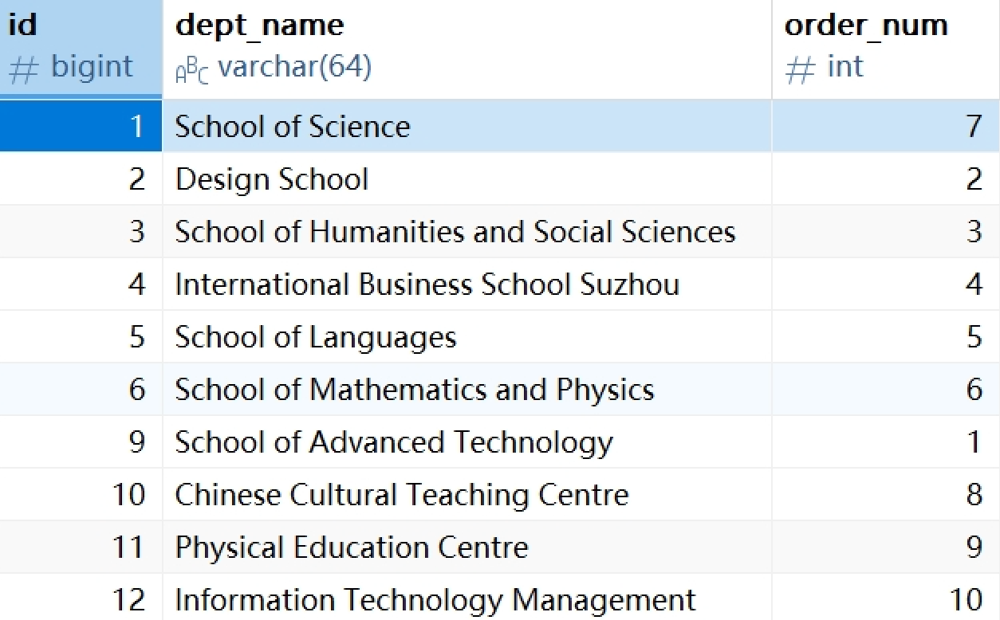 id dept_name order_num
# bigint ABC varchar(64) # int
1 School of Science 7
2 Design School 2
3 School of Humanities and Social Sciences 3
4 International Business School Suzhou 4
5 School of Languages 5
6 School of Mathematics and Physics 6
9 School of Advanced Technology 1
10 Chinese Cultural Teaching Centre 8
11 Physical Education Centre 9
12 Information Technology Management 10